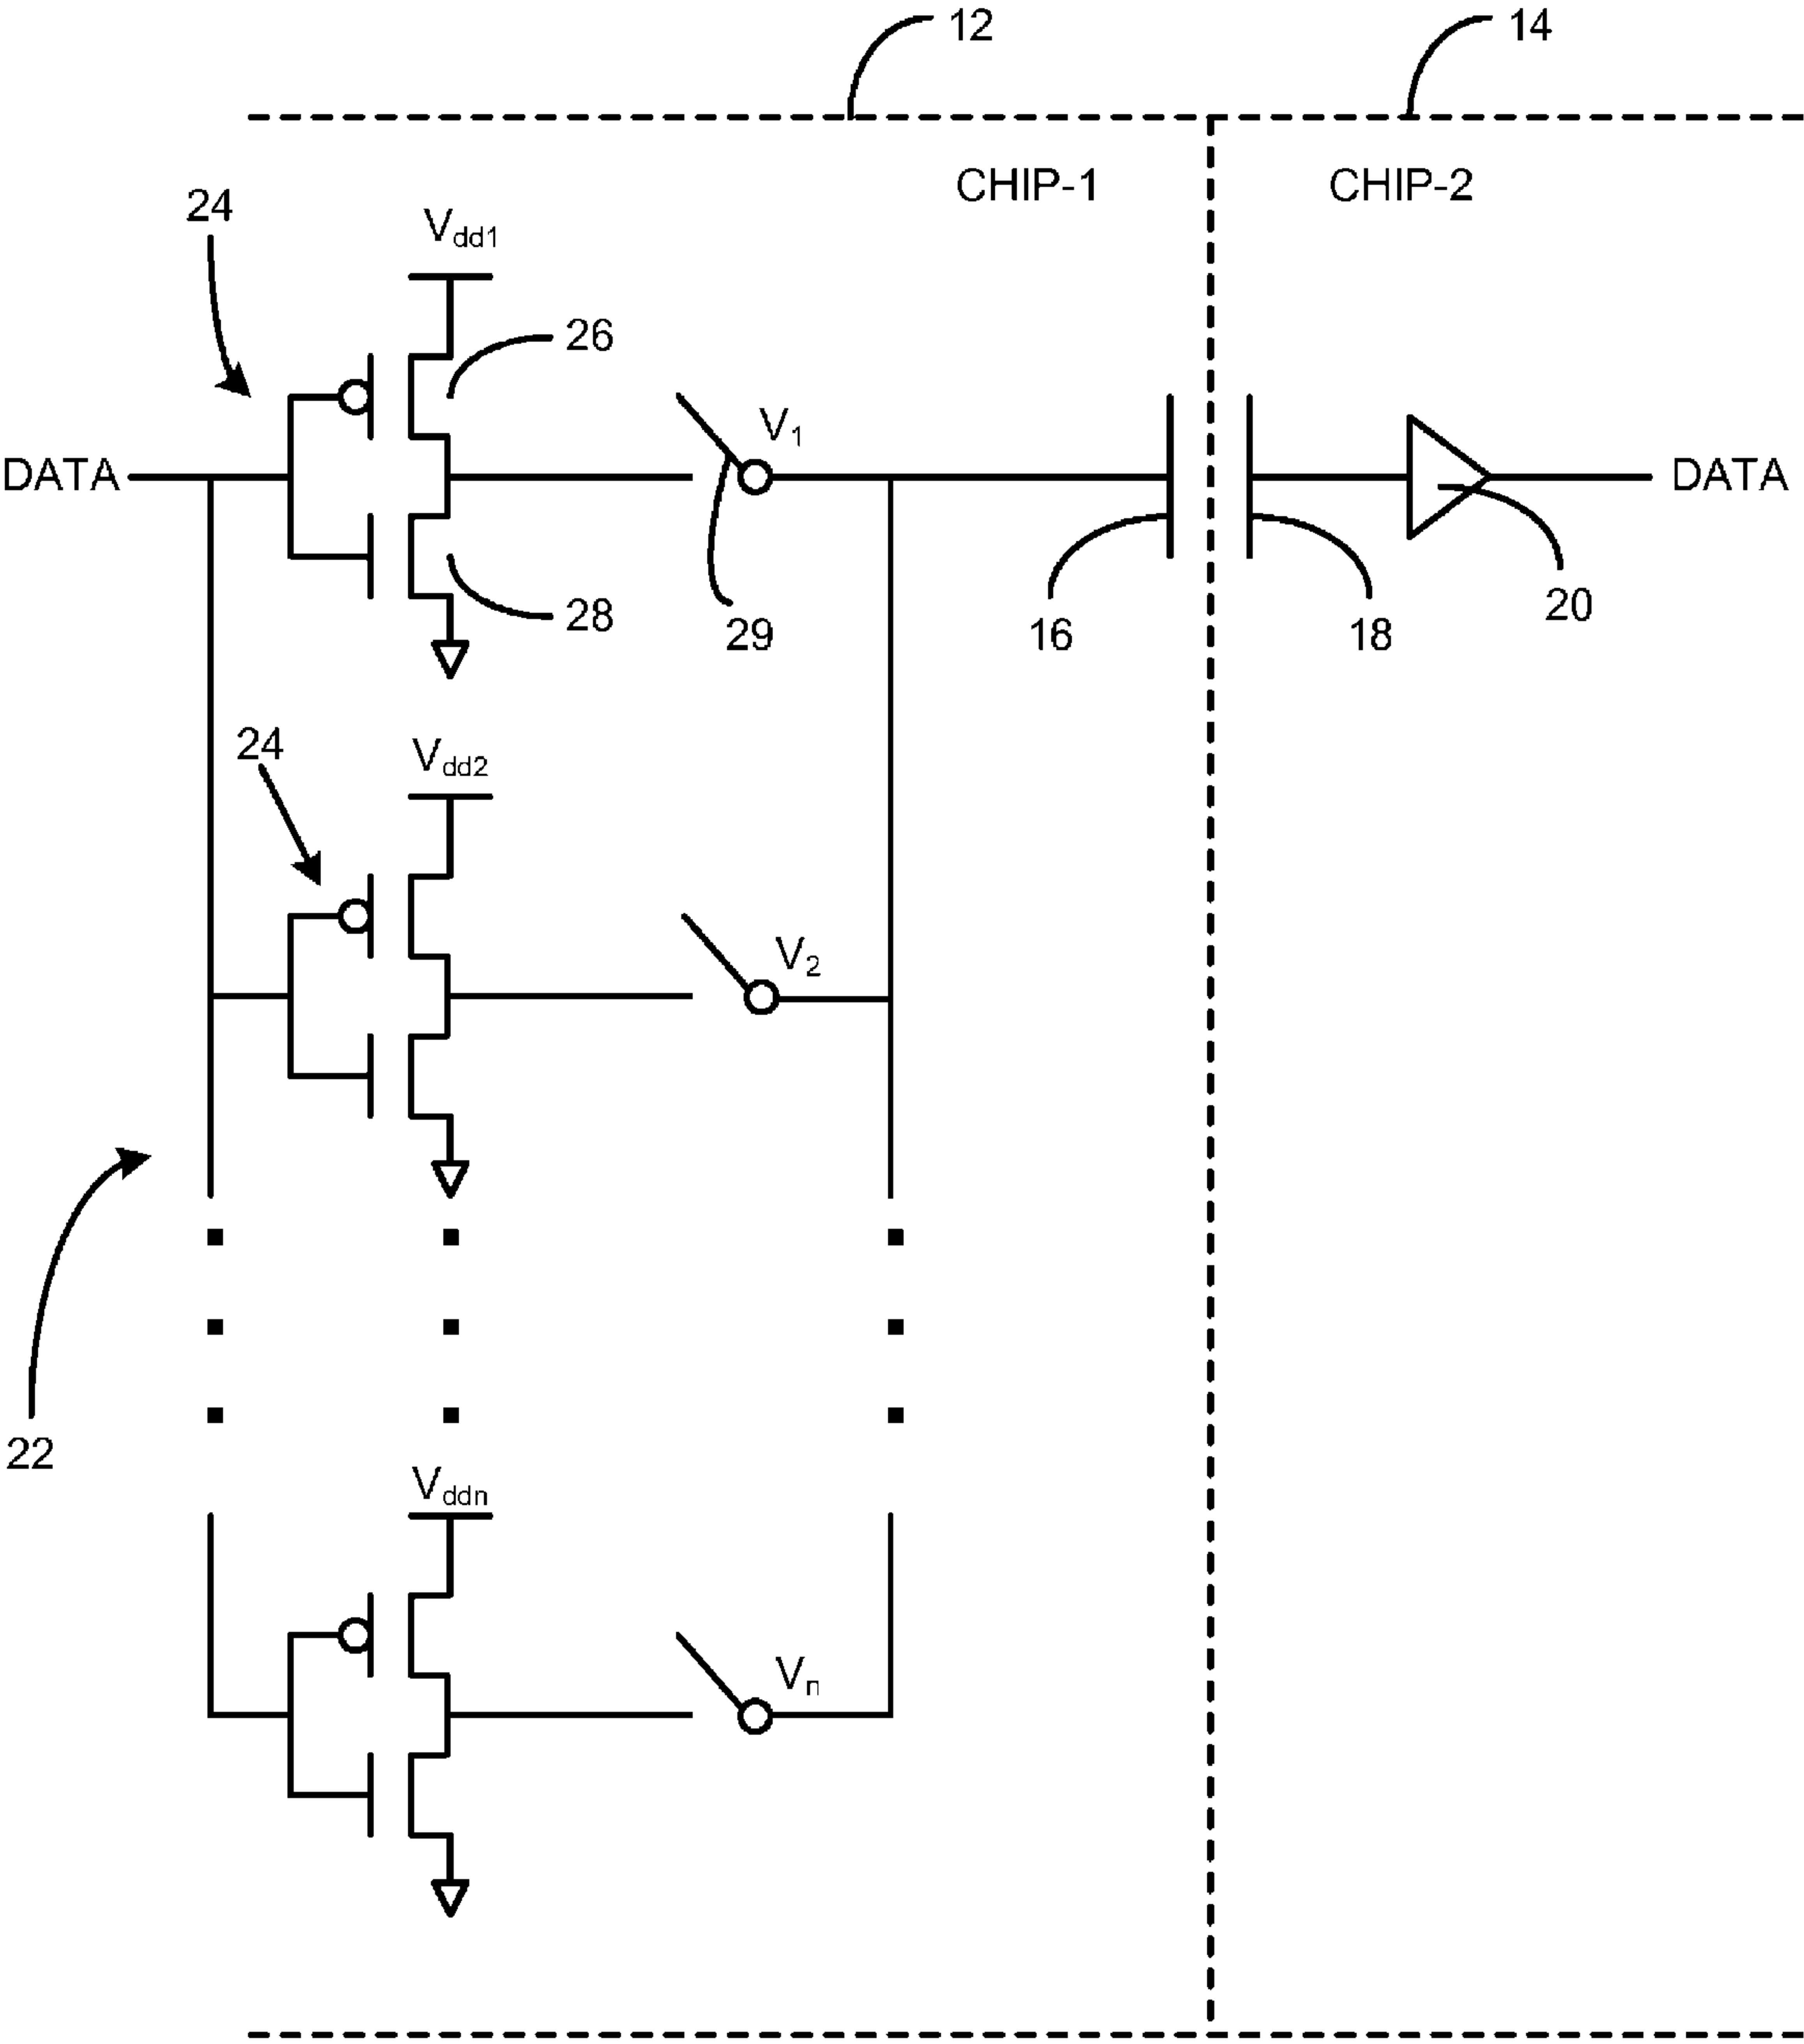 12
14
CHIP-1
CHIP-2
24
Vdd1
26
V1
DATA
DATA
28
29
16
18
20
24
Vdd2
V2
22
Vddn
Vn